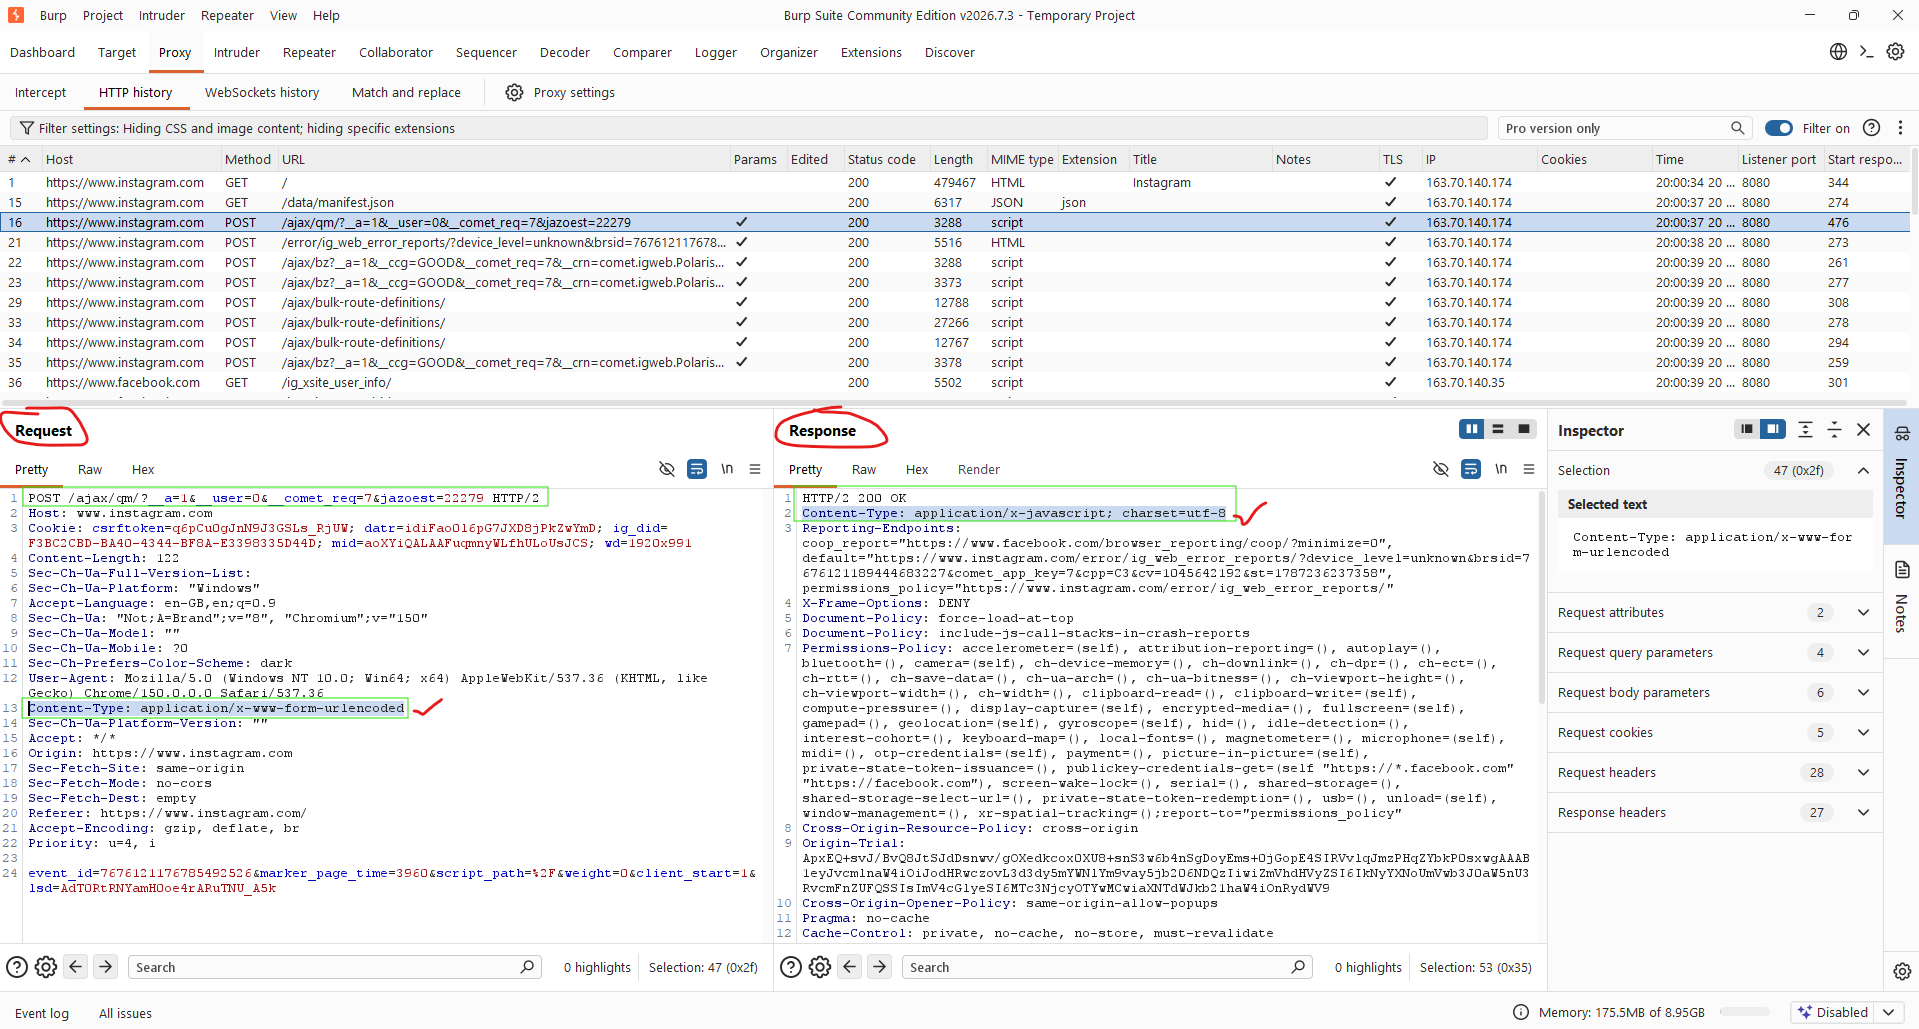 Burp Project Intruder Repeater View Help Burp Suite Community Edition v2026.7.3 - Temporary Project
Dashboard Target Proxy Intruder Repeater Collaborator Sequencer Decoder Comparer Logger Organizer Extensions Discover
Intercept HTTP history WebSockets history Match and replace Proxy settings
Filter settings: Hiding CSS and image content; hiding specific extensions Pro version only Filter on
# Host Method URL Params Edited Status code Length MIME type Extension Title Notes TLS IP Cookies Time Listener port Start respo...
1 https://www.instagram.com GET / 200 479467 HTML Instagram ✓ 163.70.140.174 20:00:34 20 ... 8080 344
15 https://www.instagram.com GET /data/manifest.json 200 6317 JSON json ✓ 163.70.140.174 20:00:37 20 ... 8080 274
16 https://www.instagram.com POST /ajax/qm/?__a=1&__user=0&__comet_req=7&jazoest=22279 ✓ 200 3288 script ✓ 163.70.140.174 20:00:37 20 ... 8080 476
21 https://www.instagram.com POST /error/ig_web_error_reports/?device_level=unknown&brsid=767612117678... ✓ 200 5516 HTML ✓ 163.70.140.174 20:00:38 20 ... 8080 273
22 https://www.instagram.com POST /ajax/bz?__a=1&__ccg=GOOD&__comet_req=7&__crn=comet.igweb.Polaris... ✓ 200 3288 script ✓ 163.70.140.174 20:00:39 20 ... 8080 261
23 https://www.instagram.com POST /ajax/bz?__a=1&__ccg=GOOD&__comet_req=7&__crn=comet.igweb.Polaris... ✓ 200 3373 script ✓ 163.70.140.174 20:00:39 20 ... 8080 277
29 https://www.instagram.com POST /ajax/bulk-route-definitions/ ✓ 200 12788 script ✓ 163.70.140.174 20:00:39 20 ... 8080 308
33 https://www.instagram.com POST /ajax/bulk-route-definitions/ ✓ 200 27266 script ✓ 163.70.140.174 20:00:39 20 ... 8080 278
34 https://www.instagram.com POST /ajax/bulk-route-definitions/ ✓ 200 12767 script ✓ 163.70.140.174 20:00:39 20 ... 8080 294
35 https://www.instagram.com POST /ajax/bz?__a=1&__ccg=GOOD&__comet_req=7&__crn=comet.igweb.Polaris... ✓ 200 3378 script ✓ 163.70.140.174 20:00:39 20 ... 8080 259
36 https://www.facebook.com GET /ig_xsite_user_info/ 200 5502 script ✓ 163.70.140.35 20:00:39 20 ... 8080 301
Request
Pretty Raw Hex \n
1 POST /ajax/qm/?__a=1&__user=0&__comet_req=7&jazoest=22279 HTTP/2
2 Host: www.instagram.com
3 Cookie: csrftoken=q6pCuOgJnN9J3GSLs_RjUW; datr=idiFaoO16pG7JXD8jPkZwYmD; ig_did=
F3BC2CBD-BA40-4344-BF8A-E3398335D44D; mid=aoXYiQALAAFuqmnyWLfhULoUsJCS; wd=1920x991
4 Content-Length: 122
5 Sec-Ch-Ua-Full-Version-List:
6 Sec-Ch-Ua-Platform: "Windows"
7 Accept-Language: en-GB,en;q=0.9
8 Sec-Ch-Ua: "Not;A=Brand";v="8", "Chromium";v="150"
9 Sec-Ch-Ua-Model: ""
10 Sec-Ch-Ua-Mobile: ?0
11 Sec-Ch-Prefers-Color-Scheme: dark
12 User-Agent: Mozilla/5.0 (Windows NT 10.0; Win64; x64) AppleWebKit/537.36 (KHTML, like
Gecko) Chrome/150.0.0.0 Safari/537.36
13 Content-Type: application/x-www-form-urlencoded
14 Sec-Ch-Ua-Platform-Version: ""
15 Accept: */*
16 Origin: https://www.instagram.com
17 Sec-Fetch-Site: same-origin
18 Sec-Fetch-Mode: no-cors
19 Sec-Fetch-Dest: empty
20 Referer: https://www.instagram.com/
21 Accept-Encoding: gzip, deflate, br
22 Priority: u=4, i
23
24 event_id=7676121176785492526&marker_page_time=3960&script_path=%2F&weight=0&client_start=1&
lsd=AdTORtRNYamHOoe4rARuTNU_A5k
Search 0 highlights Selection: 47 (0x2f)
Response
Pretty Raw Hex Render \n
1 HTTP/2 200 OK
2 Content-Type: application/x-javascript; charset=utf-8
3 Reporting-Endpoints:
coop_report="https://www.facebook.com/browser_reporting/coop/?minimize=0",
default="https://www.instagram.com/error/ig_web_error_reports/?device_level=unknown&brsid=7
676121189444683227&comet_app_key=7&cpp=C3&cv=1045642192&st=1787236237358",
permissions_policy="https://www.instagram.com/error/ig_web_error_reports/"
4 X-Frame-Options: DENY
5 Document-Policy: force-load-at-top
6 Document-Policy: include-js-call-stacks-in-crash-reports
7 Permissions-Policy: accelerometer=(self), attribution-reporting=(), autoplay=(),
bluetooth=(), camera=(self), ch-device-memory=(), ch-downlink=(), ch-dpr=(), ch-ect=(),
ch-rtt=(), ch-save-data=(), ch-ua-arch=(), ch-ua-bitness=(), ch-viewport-height=(),
ch-viewport-width=(), ch-width=(), clipboard-read=(), clipboard-write=(self),
compute-pressure=(), display-capture=(self), encrypted-media=(), fullscreen=(self),
gamepad=(), geolocation=(self), gyroscope=(self), hid=(), idle-detection=(),
interest-cohort=(), keyboard-map=(), local-fonts=(), magnetometer=(), microphone=(self),
midi=(), otp-credentials=(self), payment=(), picture-in-picture=(self),
private-state-token-issuance=(), publickey-credentials-get=(self "https://*.facebook.com"
"https://facebook.com"), screen-wake-lock=(), serial=(), shared-storage=(),
shared-storage-select-url=(), private-state-token-redemption=(), usb=(), unload=(self),
window-management=(), xr-spatial-tracking=();report-to="permissions_policy"
8 Cross-Origin-Resource-Policy: cross-origin
9 Origin-Trial:
ApxEQ+svJ/BvQ8JtSJdDsnwv/gOXedkcoxOXU8+snS3w6b4nSgDoyEms+OjGopE4SIRVvlqJmzPHqZYbkPOsxwgAAAB
1eyJvcmlnaW4iOiJodHRwczovL3d3dy5mYWNlYm9vay5jb206NDQzIiwiZmVhdHVyZSI6IkNyYXNoUmVwb3J0aW5nU3
RvcmFnZUFQSSIsImV4cGlyeSI6MTc3NjcyOTYwMCwiaXNTdWJkb21haW4iOnRydWV9
10 Cross-Origin-Opener-Policy: same-origin-allow-popups
11 Pragma: no-cache
12 Cache-Control: private, no-cache, no-store, must-revalidate
Search 0 highlights Selection: 53 (0x35)
Inspector
Selection 47 (0x2f)
Selected text
Content-Type: application/x-www-for
m-urlencoded
Request attributes 2
Request query parameters 4
Request body parameters 6
Request cookies 5
Request headers 28
Response headers 27
Inspector
Notes
Event log All issues Memory: 175.5MB of 8.95GB Disabled